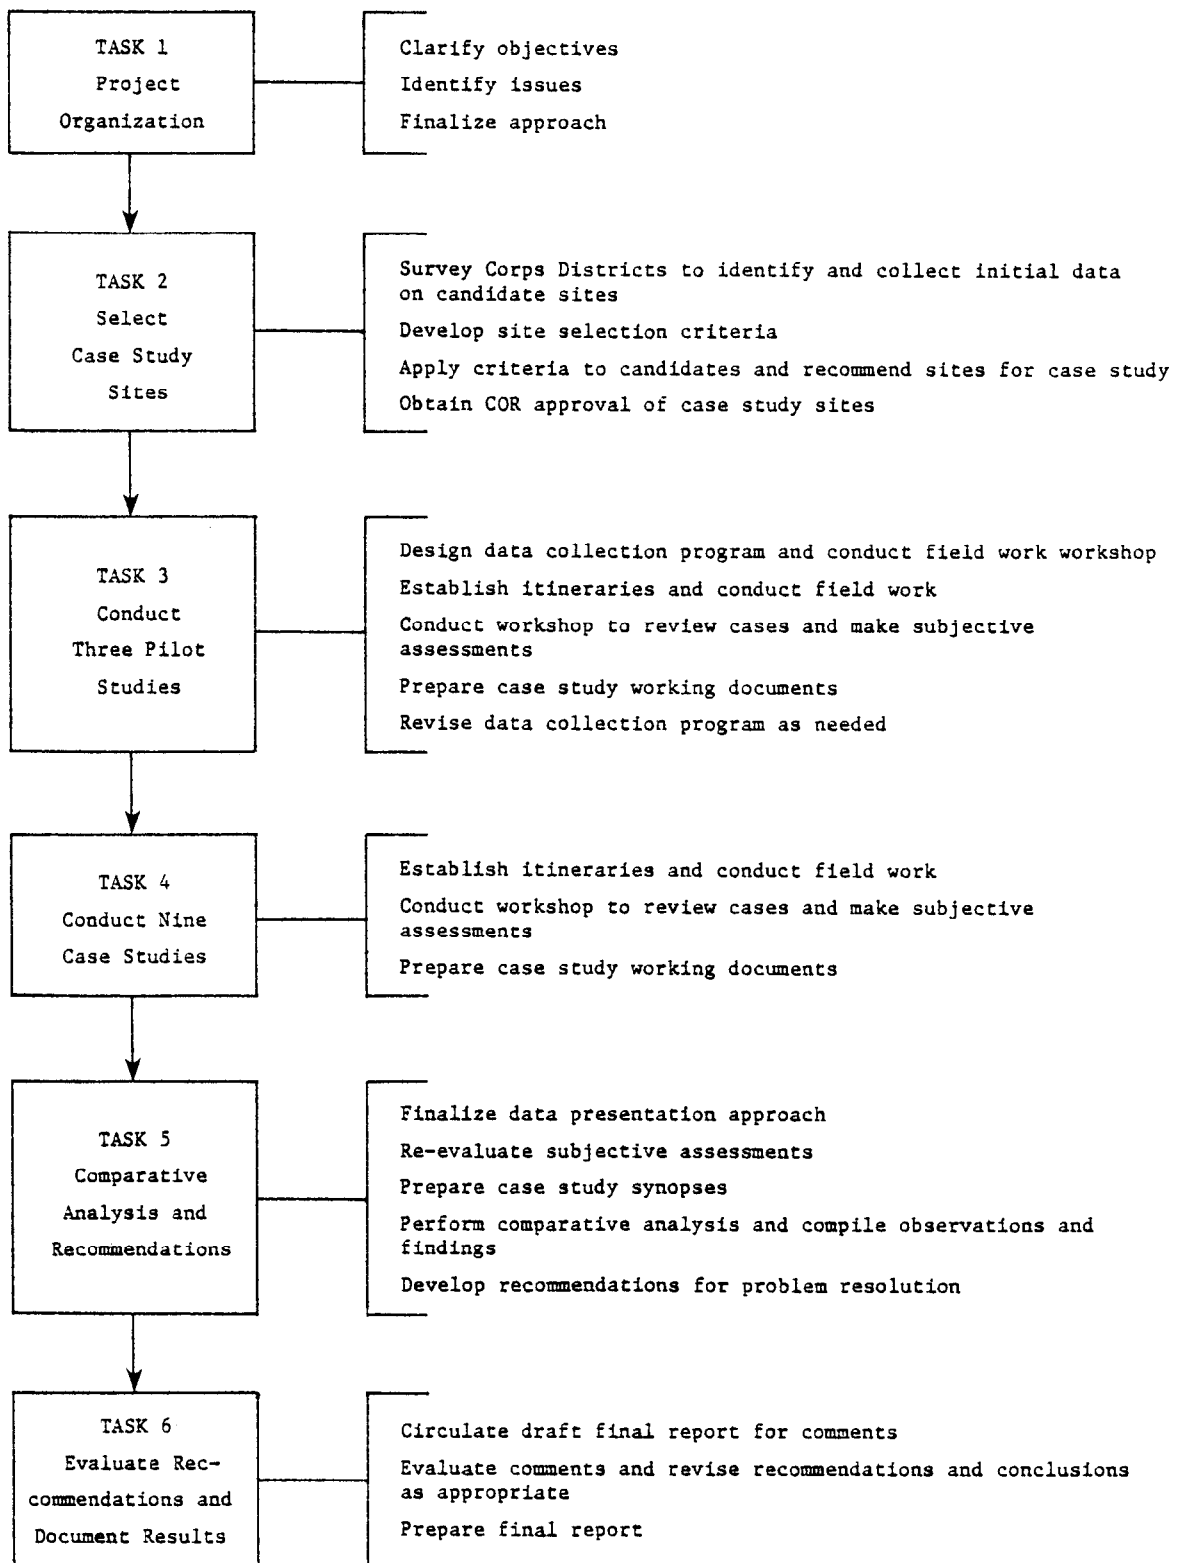 TASK 1
Project
Organization
Clarify objectives
Identify issues
Finalize approach
TASK 2
Select
Case Study
Sites
Survey Corps Districts to identify and collect initial data
on candidate sites
Develop site selection criteria
Apply criteria to candidates and recommend sites for case study
Obtain COR approval of case study sites
TASK 3
Conduct
Three Pilot
Studies
Design data collection program and conduct field work workshop
Establish itineraries and conduct field work
Conduct workshop to review cases and make subjective
assessments
Prepare case study working documents
Revise data collection program as needed
TASK 4
Conduct Nine
Case Studies
Establish itineraries and conduct field work
Conduct workshop to review cases and make subjective
assessments
Prepare case study working documents
TASK 5
Comparative
Analysis and
Recommendations
Finalize data presentation approach
Re-evaluate subjective assessments
Prepare case study synopses
Perform comparative analysis and compile observations and
findings
Develop recommendations for problem resolution
TASK 6
Evaluate Rec-
commendations and
Document Results
Circulate draft final report for comments
Evaluate comments and revise recommendations and conclusions
as appropriate
Prepare final report